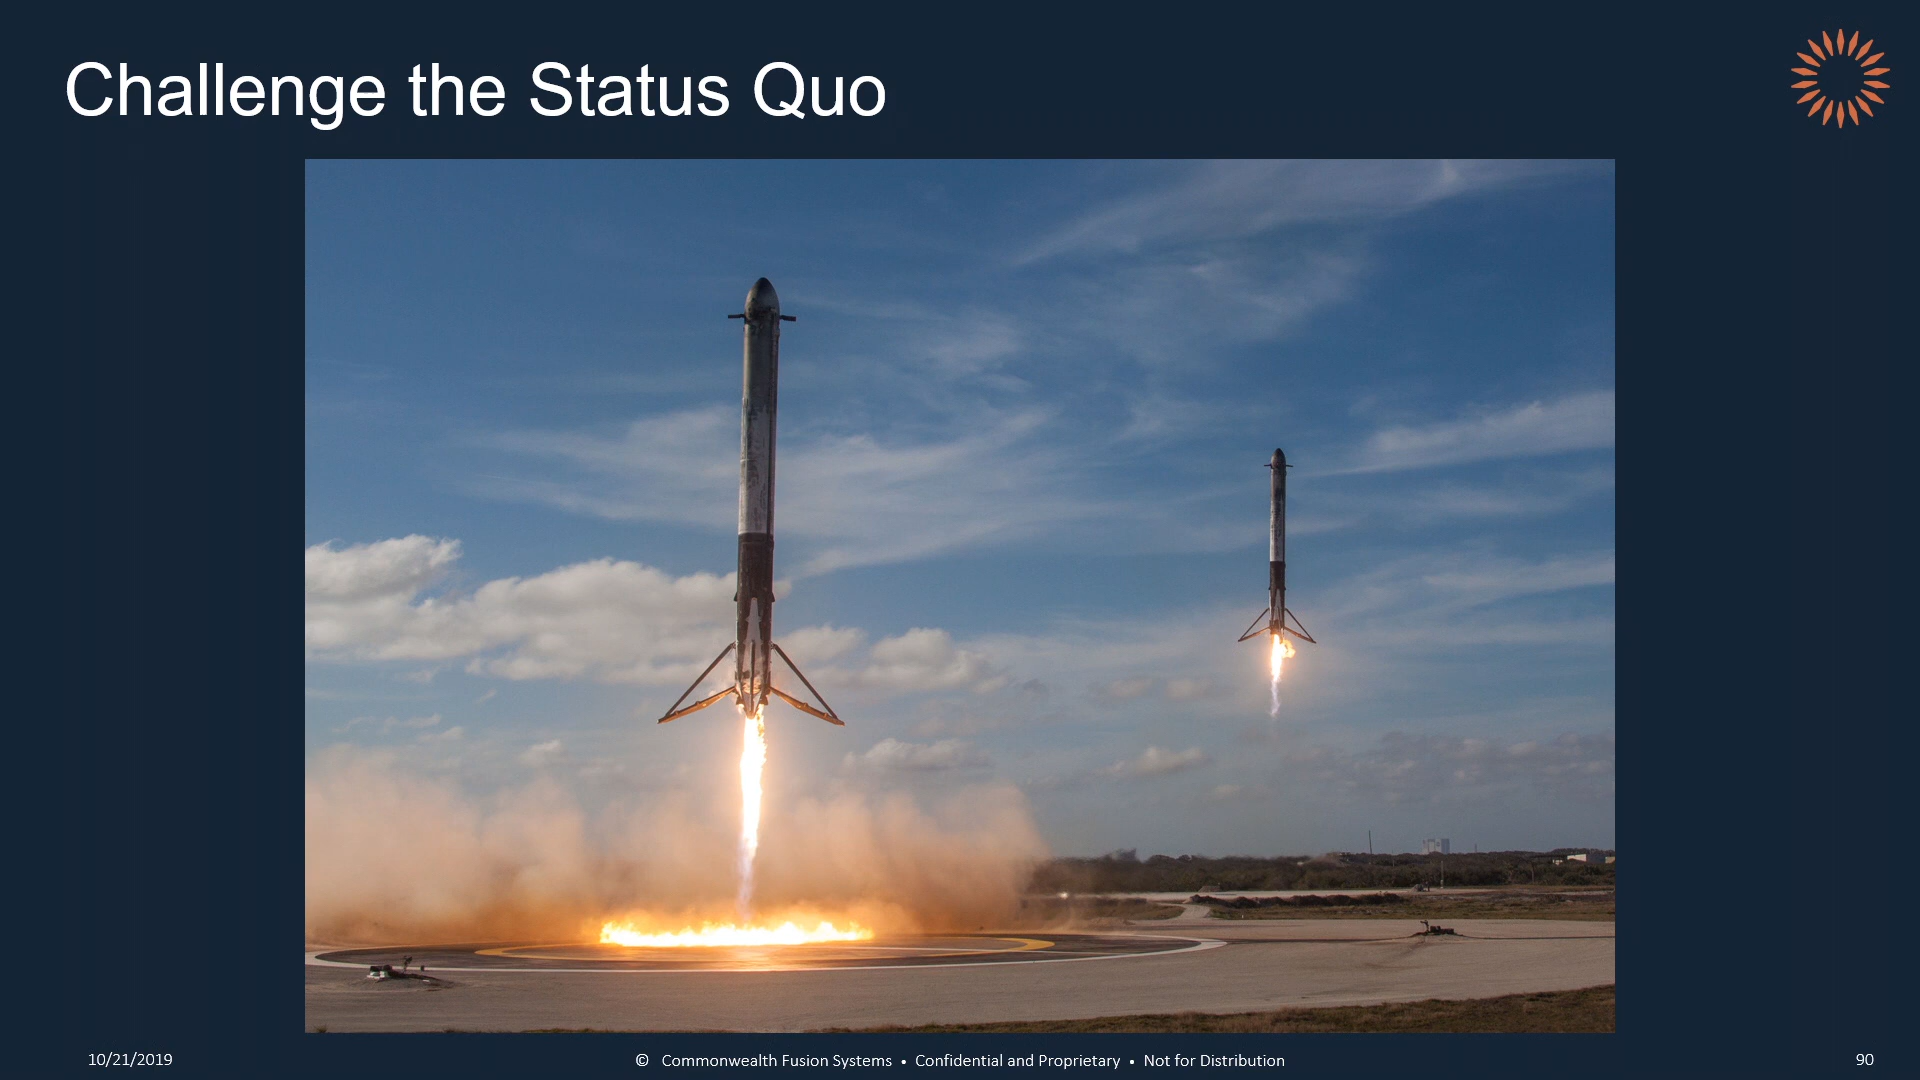 Challenge the Status Quo
10/21/2019
© Commonwealth Fusion Systems • Confidential and Proprietary • Not for Distribution
90